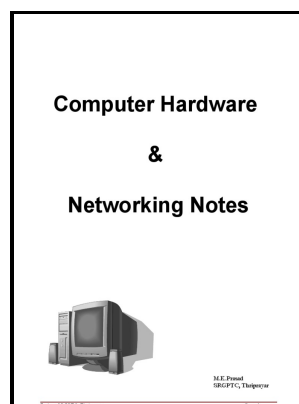 Computer Hardware
&
Networking Notes
M.E.Prasad
SRGPTC, Thriprayar